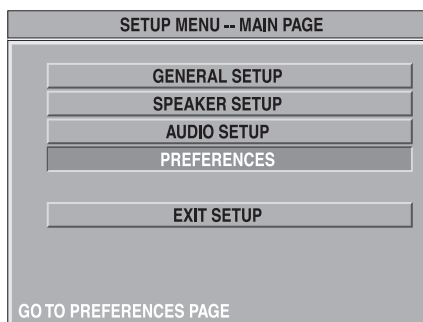 SETUP MENU -- MAIN PAGE
GENERAL SETUP
SPEAKER SETUP
AUDIO SETUP
PREFERENCES
EXIT SETUP
GO TO PREFERENCES PAGE